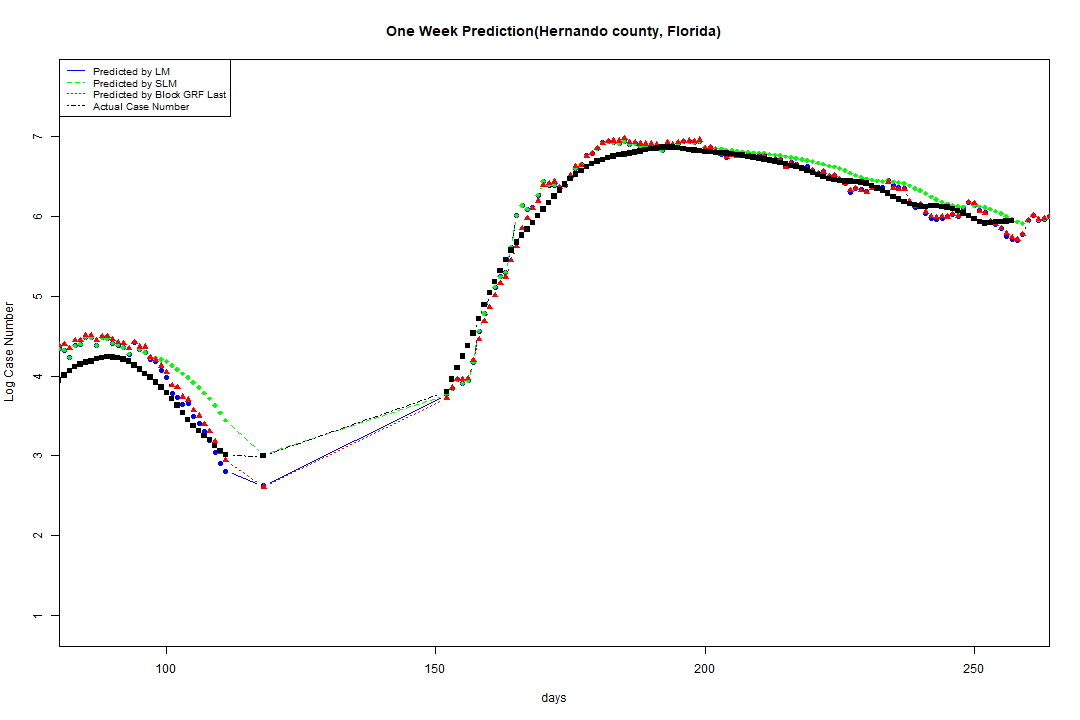 One Week Prediction(Hernando county, Florida)
Predicted by LM
Predicted by SLM
Predicted by Block GRF Last
Actual Case Number
7
6
5
4
3
2
1
Log Case Number
100 150 200 250
days